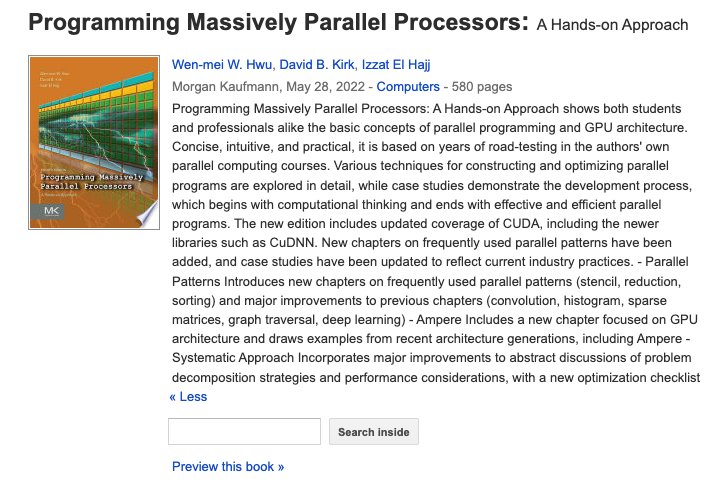 Programming Massively Parallel Processors: A Hands-on Approach
Wen-mei W. Hwu, David B. Kirk, Izzat El Hajj
Morgan Kaufmann, May 28, 2022 - Computers - 580 pages
Programming Massively Parallel Processors: A Hands-on Approach shows both students
and professionals alike the basic concepts of parallel programming and GPU architecture.
Concise, intuitive, and practical, it is based on years of road-testing in the authors' own
parallel computing courses. Various techniques for constructing and optimizing parallel
programs are explored in detail, while case studies demonstrate the development process,
which begins with computational thinking and ends with effective and efficient parallel
programs. The new edition includes updated coverage of CUDA, including the newer
libraries such as CuDNN. New chapters on frequently used parallel patterns have been
added, and case studies have been updated to reflect current industry practices. - Parallel
Patterns Introduces new chapters on frequently used parallel patterns (stencil, reduction,
sorting) and major improvements to previous chapters (convolution, histogram, sparse
matrices, graph traversal, deep learning) - Ampere Includes a new chapter focused on GPU
architecture and draws examples from recent architecture generations, including Ampere -
Systematic Approach Incorporates major improvements to abstract discussions of problem
decomposition strategies and performance considerations, with a new optimization checklist
« Less
Search inside
Preview this book »
Programming Massively
Parallel Processors
MK